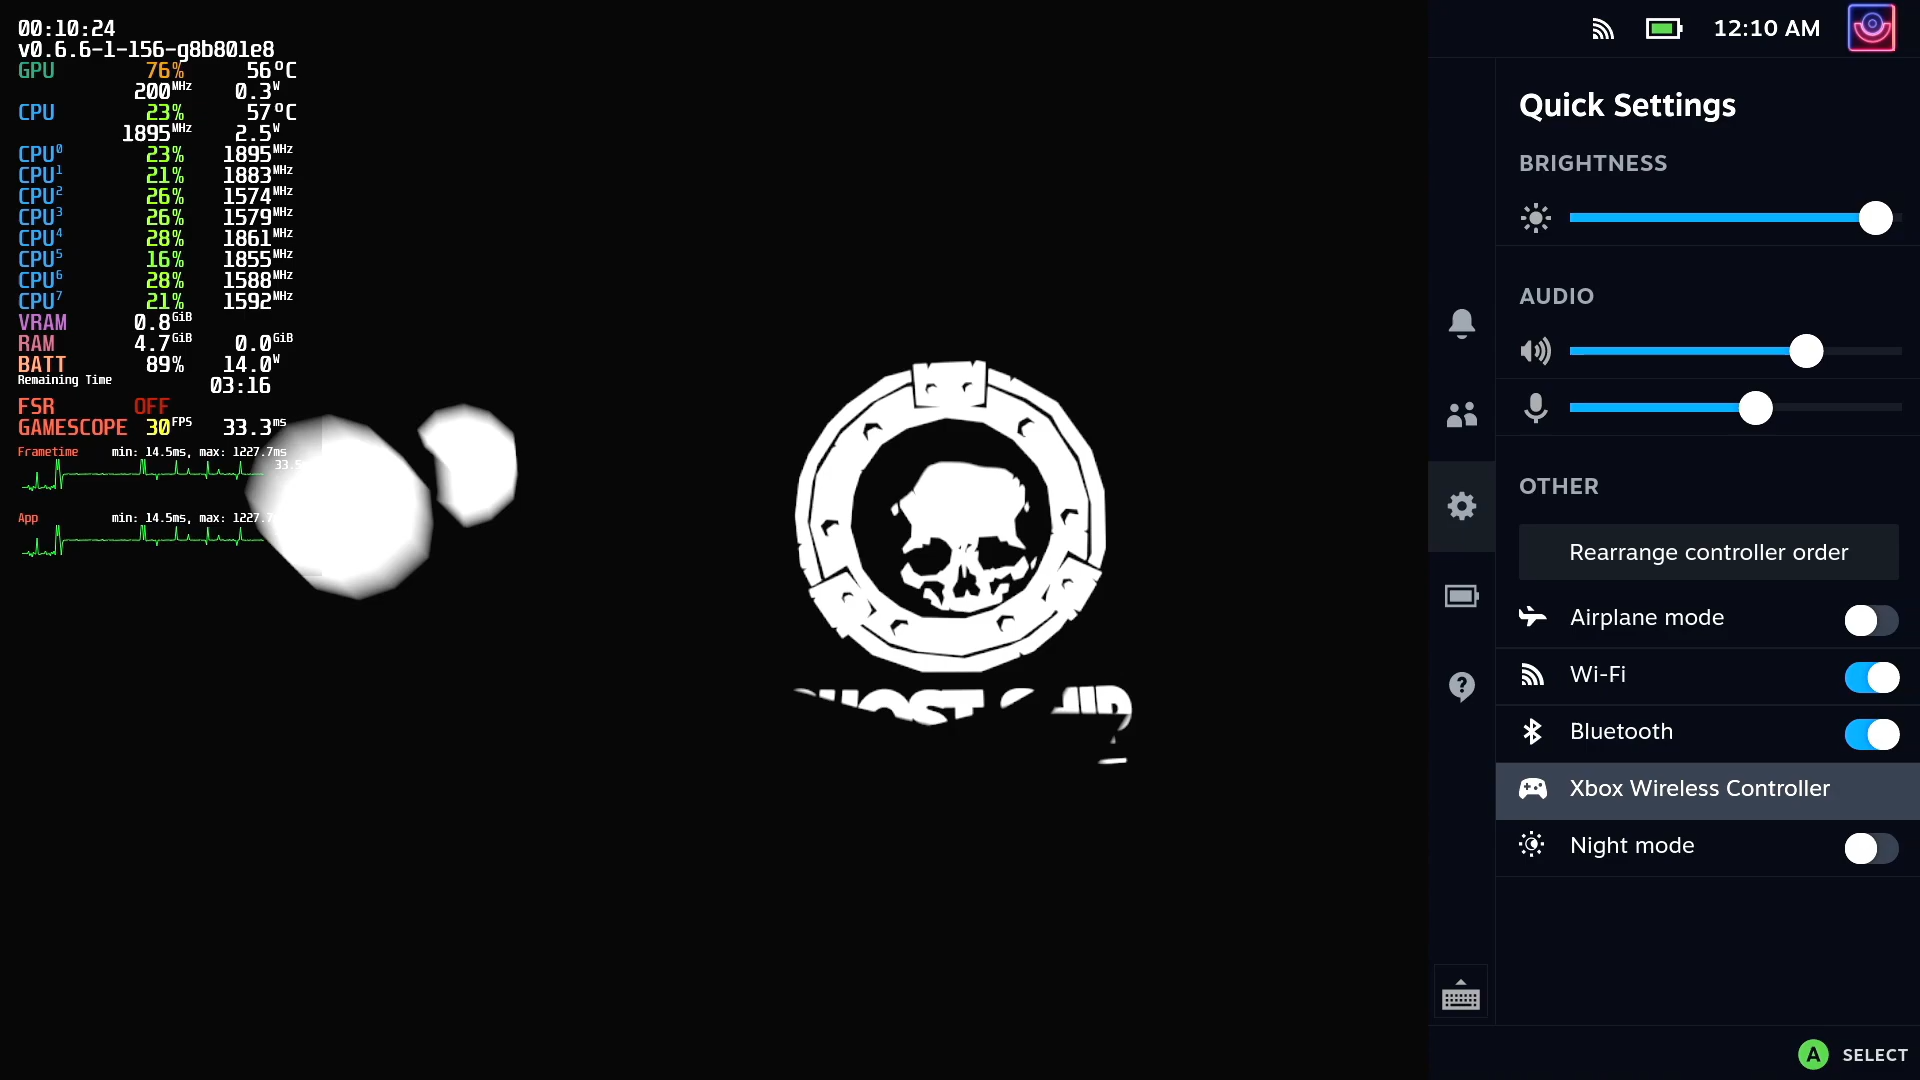 00:10:24
v0.6.6-1-156-g8b801e8
GPU 76% 56°C
200MHz 0.3W
CPU 23% 57°C
1895MHz 2.5W
CPU0 23% 1895MHz
CPU1 21% 1883MHz
CPU2 26% 1574MHz
CPU3 26% 1579MHz
CPU4 28% 1861MHz
CPU5 16% 1855MHz
CPU6 28% 1588MHz
CPU7 21% 1592MHz
VRAM 0.8GiB
RAM 4.7GiB 0.0GiB
BATT 89% 14.0W
Remaining Time 03:16
FSR OFF
GAMESCOPE 30FPS 33.3ms
Frametime min: 14.5ms, max: 1227.7ms
App min: 14.5ms, max: 1227.7
12:10 AM
Quick Settings
BRIGHTNESS
AUDIO
OTHER
Rearrange controller order
Airplane mode
Wi-Fi
Bluetooth
Xbox Wireless Controller
Night mode
A SELECT